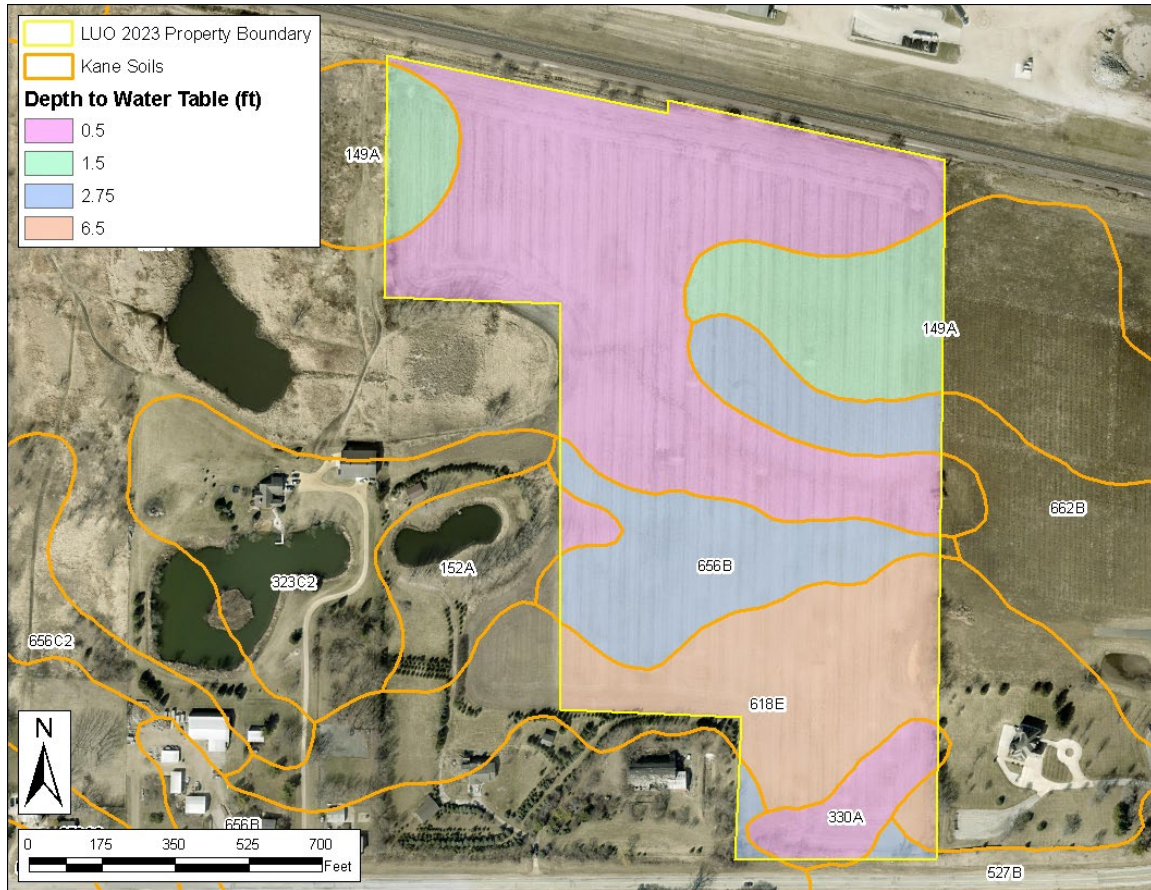 LUO 2023 Property Boundary
Kane Soils
Depth to Water Table (ft)
0.5
1.5
2.75
6.5
149A
149A
662B
656B
152A
323C2
656C2
618E
330A
656B
527B
N
0 175 350 525 700
Feet